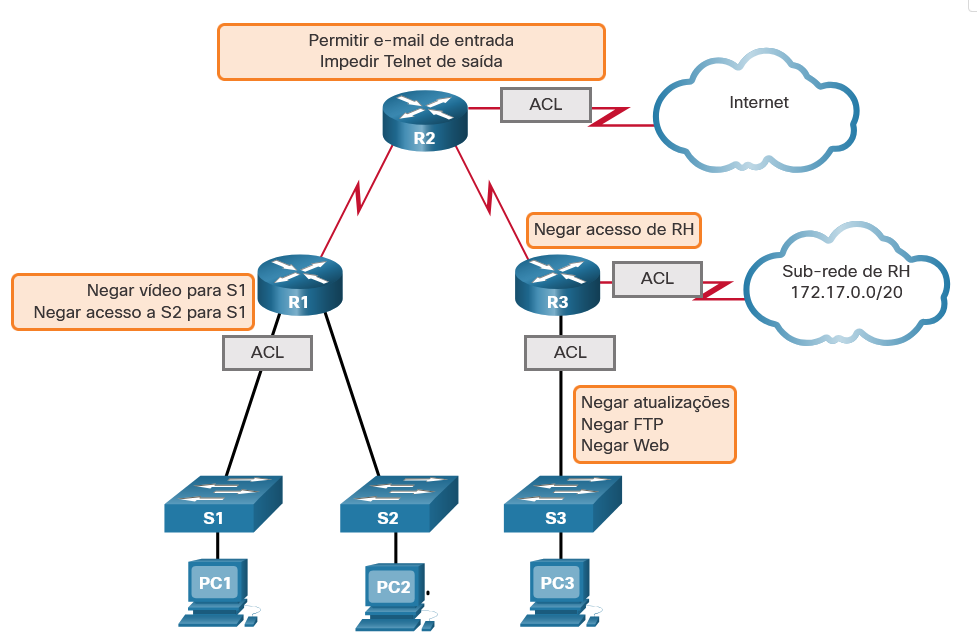 Permitir e-mail de entrada
Impedir Telnet de saída
ACL
Internet
R2
Negar acesso de RH
ACL
Sub-rede de RH
172.17.0.0/20
R3
R1
Negar vídeo para S1
Negar acesso a S2 para S1
ACL
ACL
Negar atualizações
Negar FTP
Negar Web
S1
S2
S3
PC1
PC2
PC3